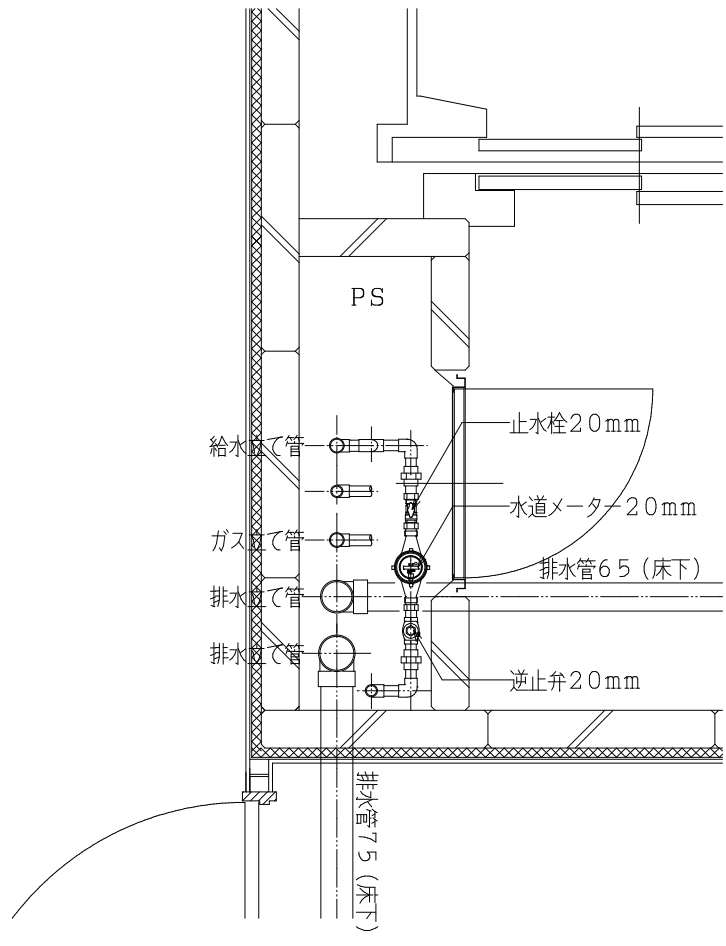 PS
給水立て管
止水栓20mm
水道メーター20mm
ガス立て管
排水管65(床下)
排水立て管
排水立て管
逆止弁20mm
排水管75(床下)